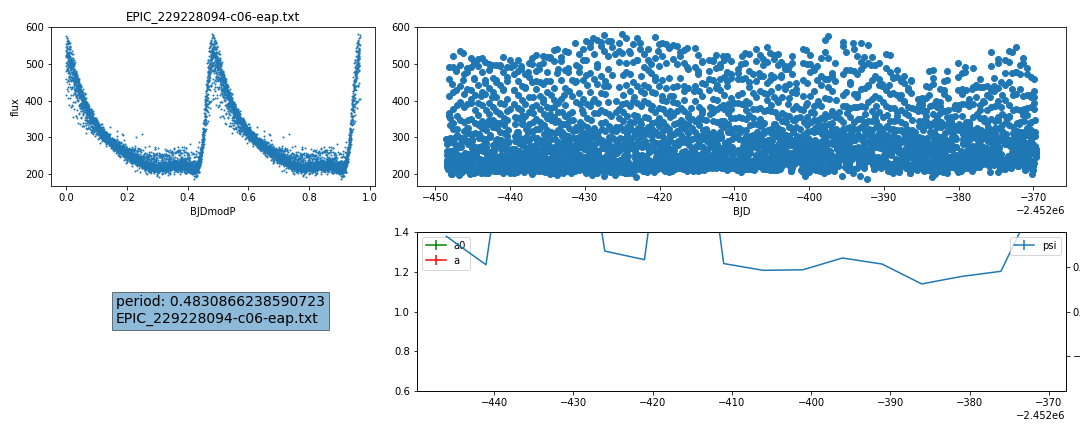 EPIC_229228094-c06-eap.txt
600
500
400
300
200
flux
0.0 0.2 0.4 0.6 0.8 1.0
BJDmodP
600
500
400
300
200
−450 −440 −430 −420 −410 −400 −390 −380 −370
BJD
−2.452e6
period: 0.4830866238590723
EPIC_229228094-c06-eap.txt
1.4
1.2
1.0
0.8
0.6
a0
a
psi
−440 −430 −420 −410 −400 −390 −380 −370
−2.452e6